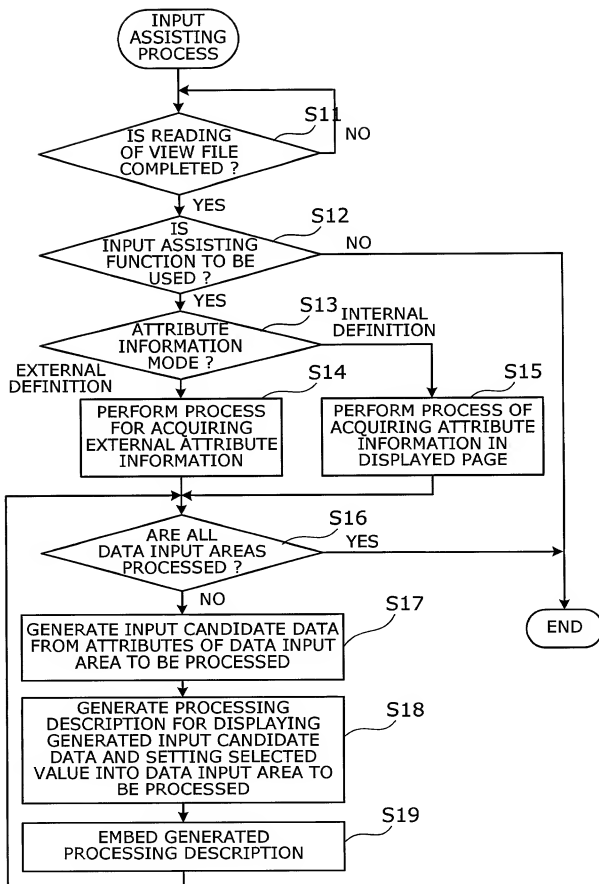 INPUT
ASSISTING
PROCESS
S11
IS READING
OF VIEW FILE
COMPLETED ?
NO
YES
S12
IS
INPUT ASSISTING
FUNCTION TO BE
USED ?
NO
YES
S13
ATTRIBUTE
INFORMATION
MODE ?
INTERNAL
DEFINITION
EXTERNAL
DEFINITION
S14
PERFORM PROCESS
FOR ACQUIRING
EXTERNAL ATTRIBUTE
INFORMATION
S15
PERFORM PROCESS OF
ACQUIRING ATTRIBUTE
INFORMATION IN
DISPLAYED PAGE
S16
ARE ALL
DATA INPUT AREAS
PROCESSED ?
YES
NO
END
S17
GENERATE INPUT CANDIDATE DATA
FROM ATTRIBUTES OF DATA INPUT
AREA TO BE PROCESSED
S18
GENERATE PROCESSING
DESCRIPTION FOR DISPLAYING
GENERATED INPUT CANDIDATE
DATA AND SETTING SELECTED
VALUE INTO DATA INPUT AREA TO
BE PROCESSED
S19
EMBED GENERATED
PROCESSING DESCRIPTION